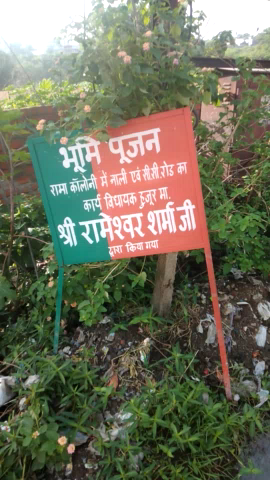 भूमि पूजन
रामा कॉलोनी में नाली एवं सी.सी. रोड का
कार्य विधायक हुजूर मा.
श्री रामेश्वर शर्मा जी
द्वारा किया गया